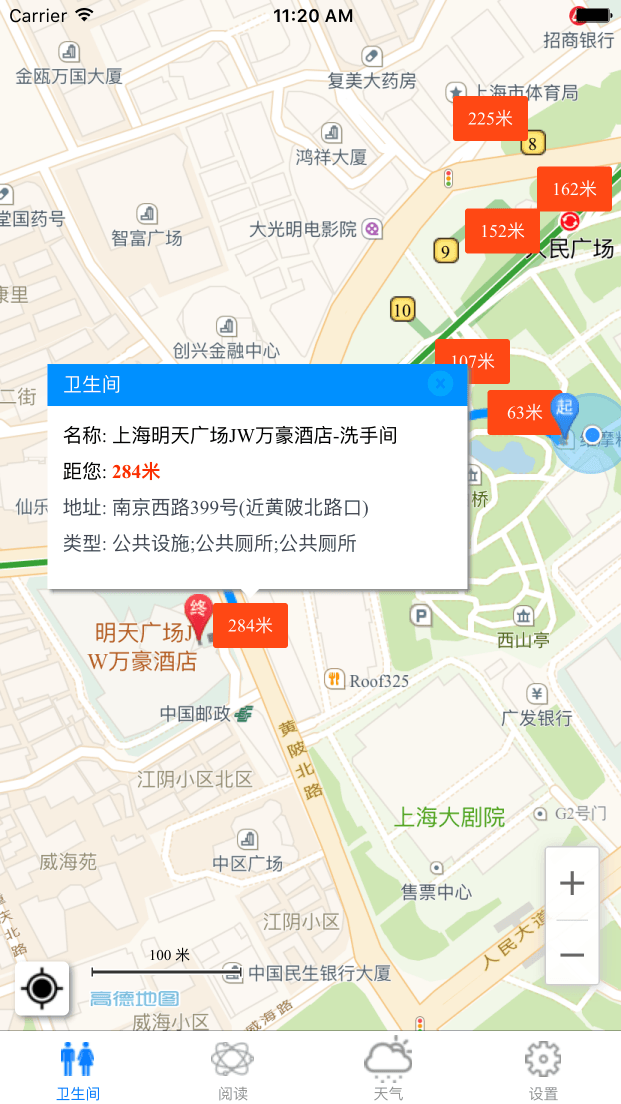 Carrier 11:20 AM
招商银行
金瓯万国大厦
复美大药房
上海市体育局
225米
8
鸿祥大厦
162米
堂国药号
智富广场
大光明电影院
152米
人民广场
9
康里
10
创兴金融中心
107米
二街
卫生间
63米
起
名称: 上海明天广场JW万豪酒店-洗手间
距您: 284米
地址: 南京西路399号(近黄陂北路口)
类型: 公共设施;公共厕所;公共厕所
桥
仙乐
终
284米
明天广场J
W万豪酒店
P
西山亭
Roof325
中国邮政
广发银行
黄陂北路
江阴小区北区
上海大剧院
G2号门
威海苑
中区广场
售票中心
+
江阴小区
人民大道
−
100 米
中国民生银行大厦
高德地图
威海小区
威海路
卫生间
阅读
天气
设置